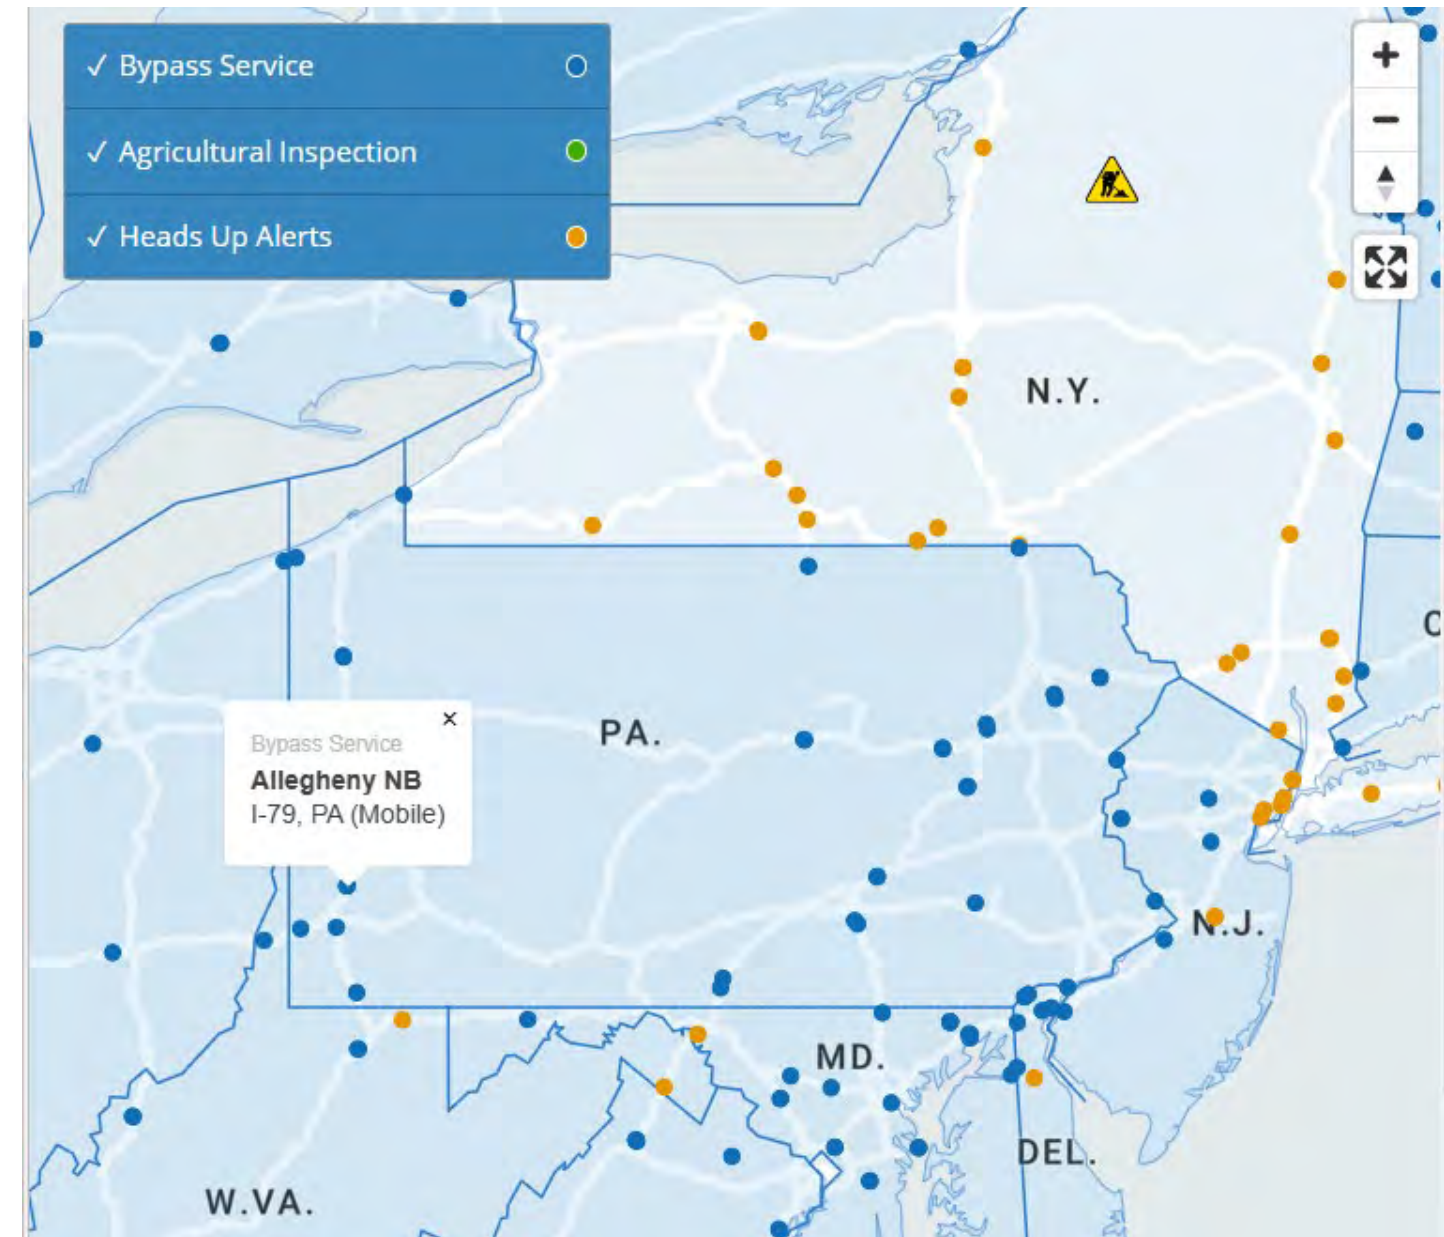 ✓ Bypass Service
✓ Agricultural Inspection
✓ Heads Up Alerts
+
−
N.Y.
C
PA.
×
Bypass Service
Allegheny NB
I-79, PA (Mobile)
N.J.
MD.
DEL.
W.VA.